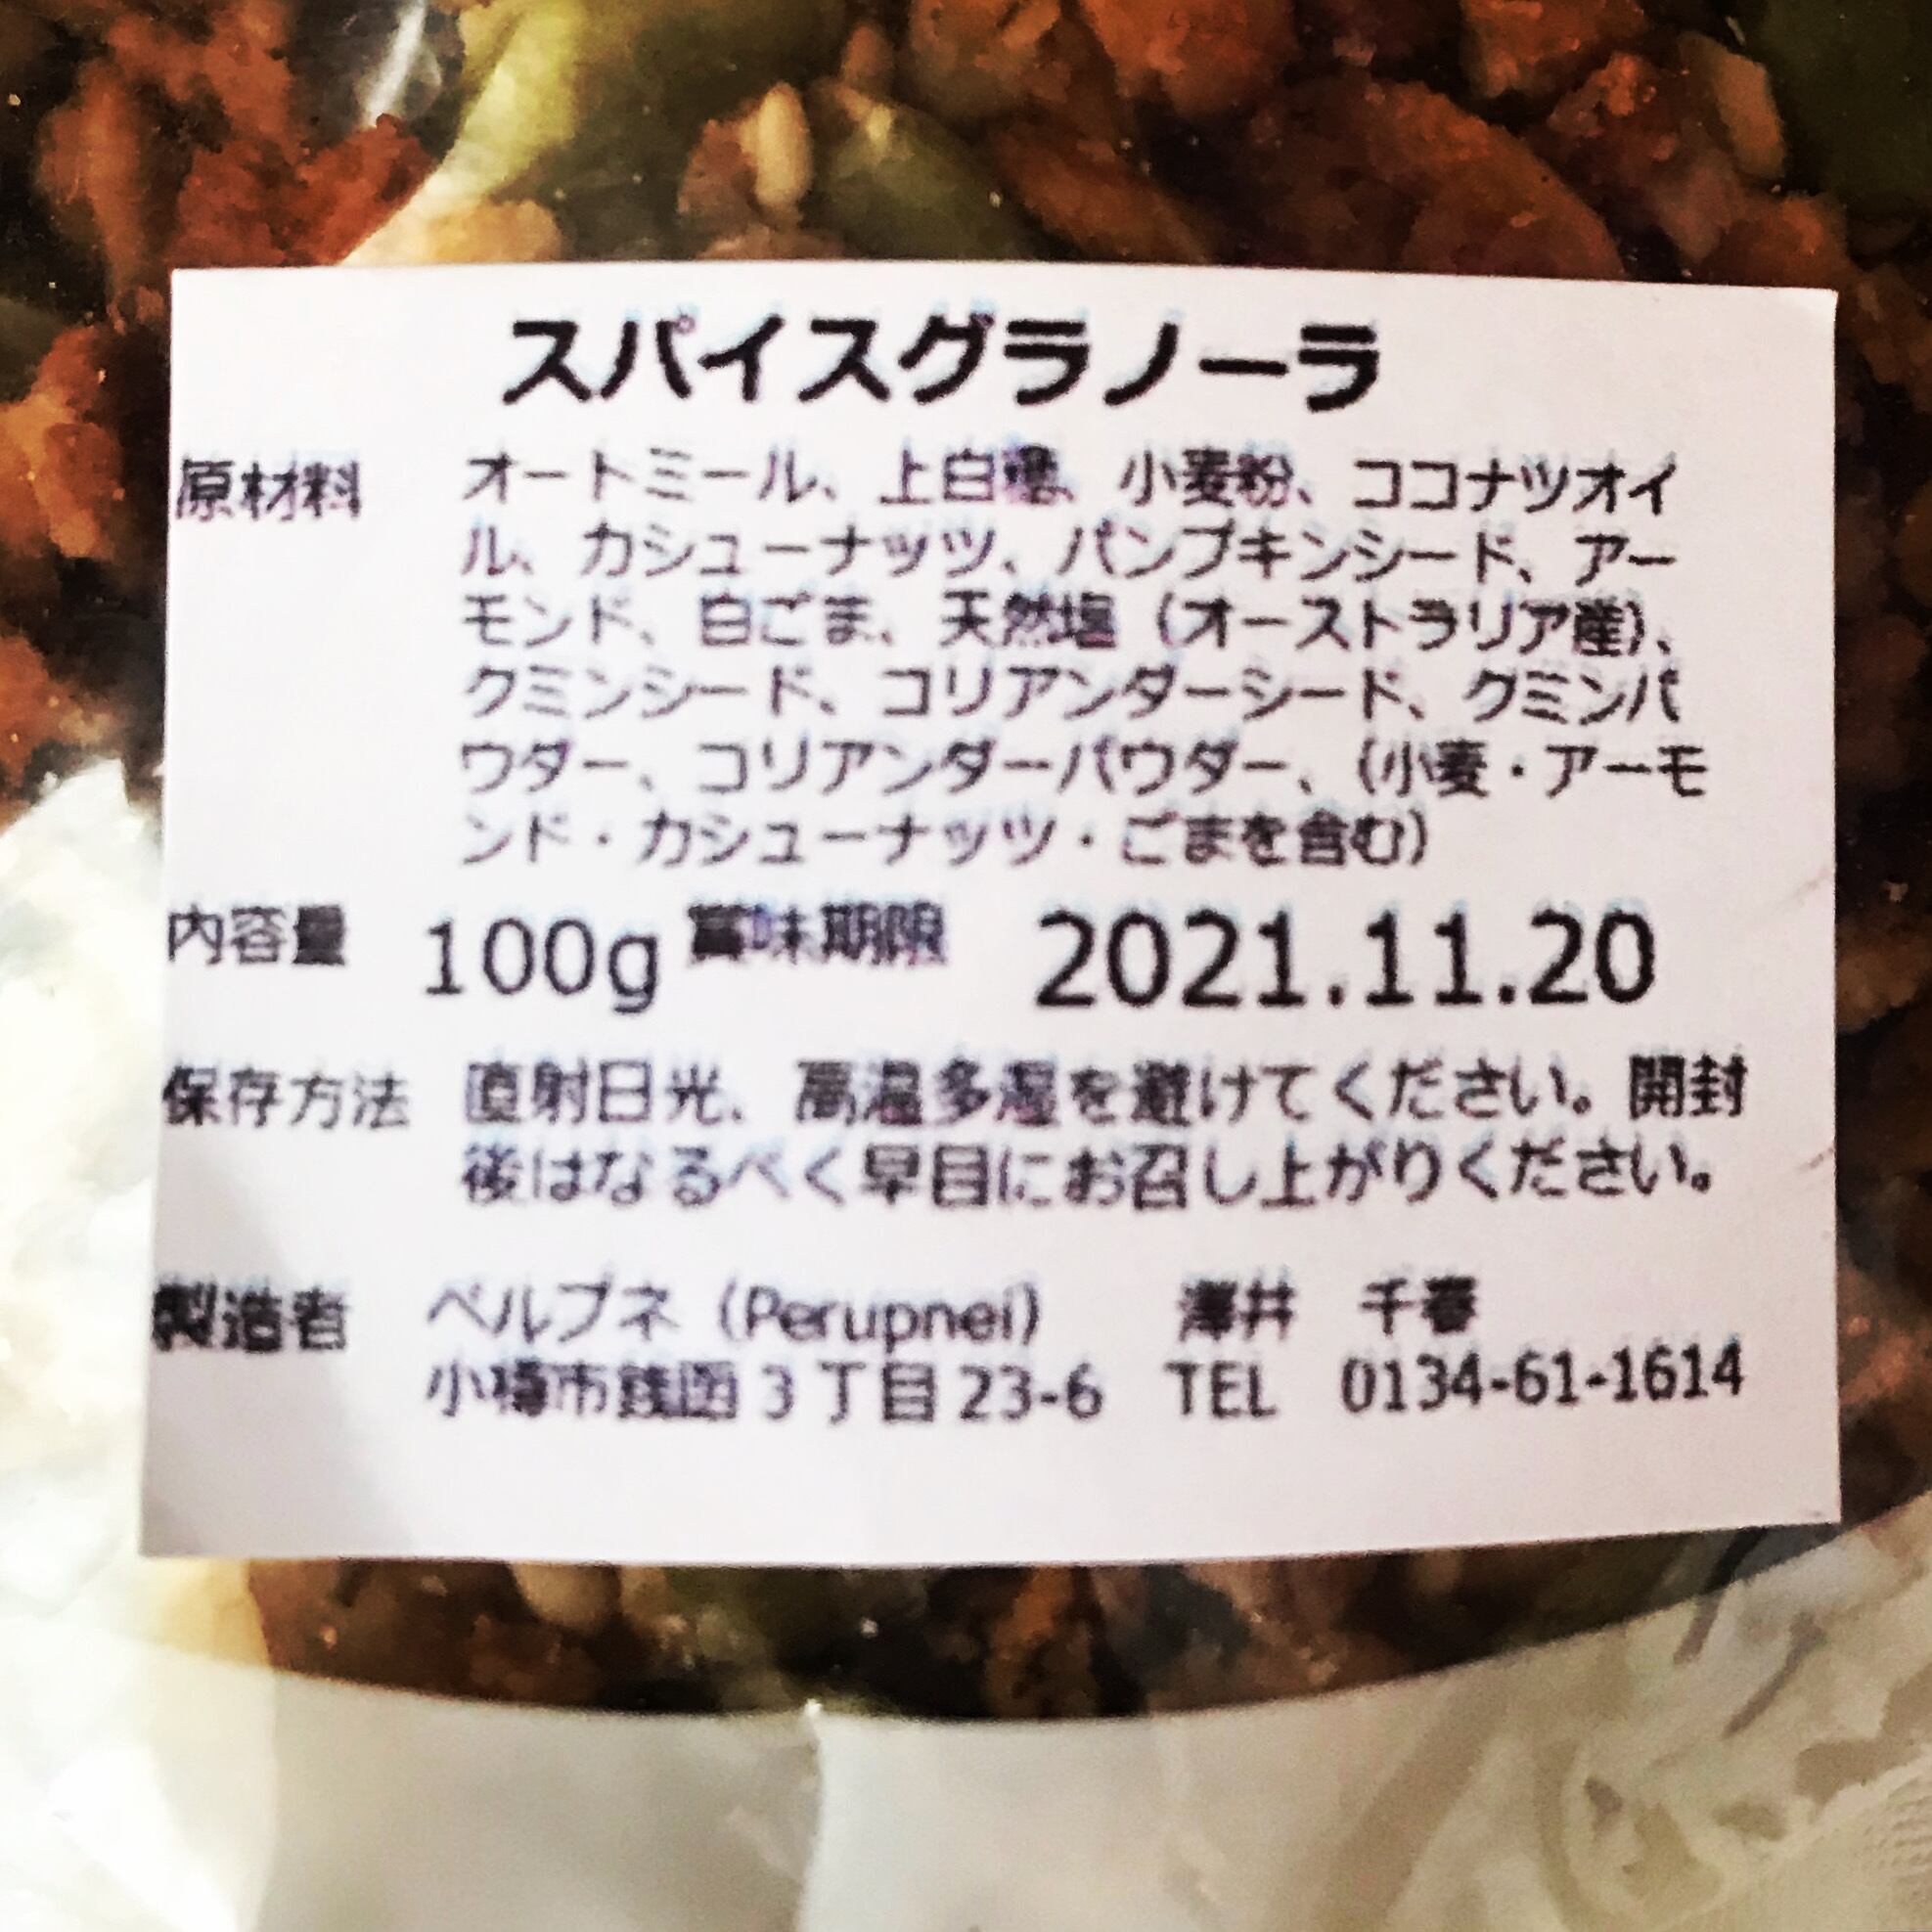 スパイスグラノーラ
原材料 オートミール、上白糖、小麦粉、ココナツオイ
ル、カシューナッツ、パンプキンシード、アー
モンド、白ごま、天然塩（オーストラリア産）、
クミンシード、コリアンダーシード、クミンパ
ウダー、コリアンダーパウダー、（小麦・アーモ
ンド・カシューナッツ・ごまを含む）
内容量 100g 賞味期限 2021.11.20
保存方法 直射日光、高温多湿を避けてください。開封
後はなるべく早目にお召し上がりください。
製造者 ペルプネ（Perupnei） 澤井 千春
小樽市銭函3丁目23-6 TEL 0134-61-1614